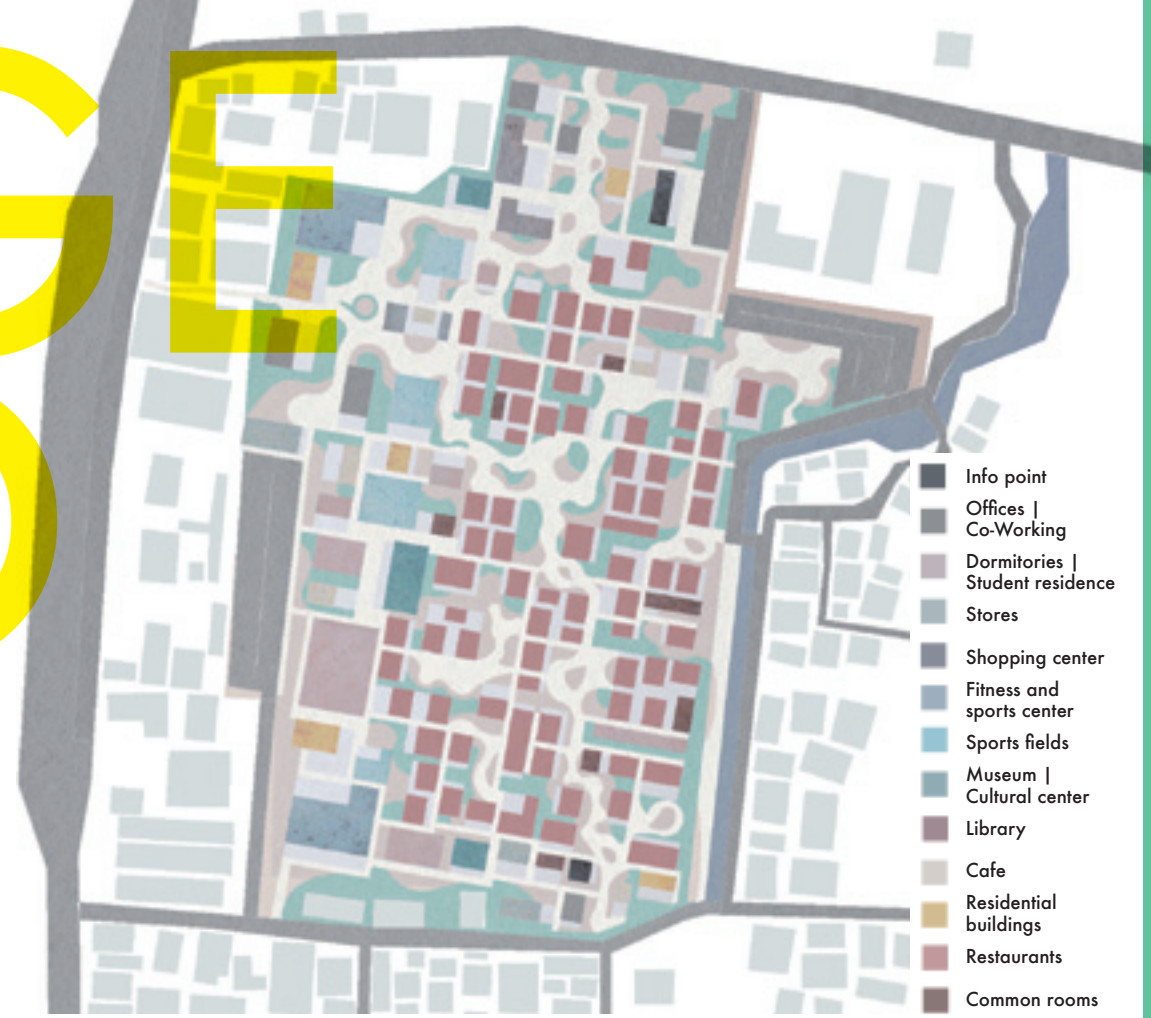 GE
Info point
Offices |
Co-Working
Dormitories |
Student residence
Stores
Shopping center
Fitness and
sports center
Sports fields
Museum |
Cultural center
Library
Cafe
Residential
buildings
Restaurants
Common rooms